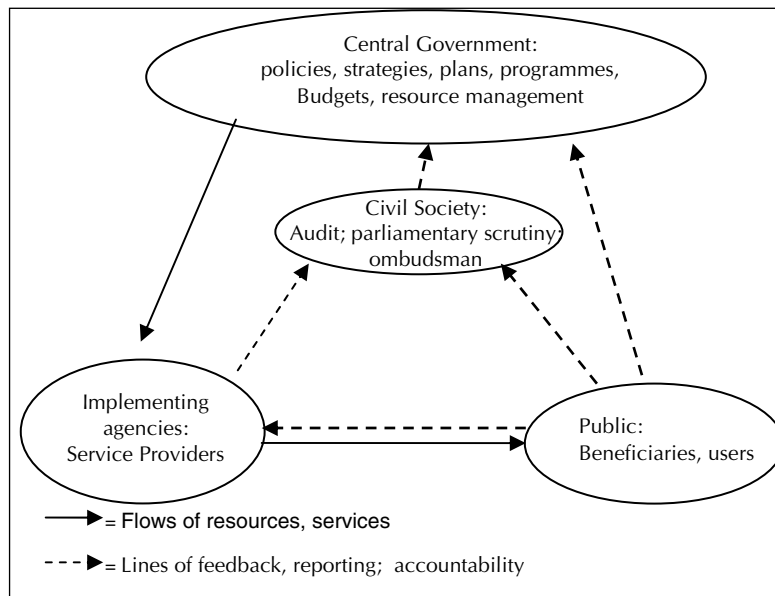 Central Government:
policies, strategies, plans, programmes,
Budgets, resource management
Civil Society:
Audit; parliamentary scrutiny;
ombudsman
Implementing
agencies:
Service Providers
Public:
Beneficiaries, users
= Flows of resources, services
= Lines of feedback, reporting; accountability